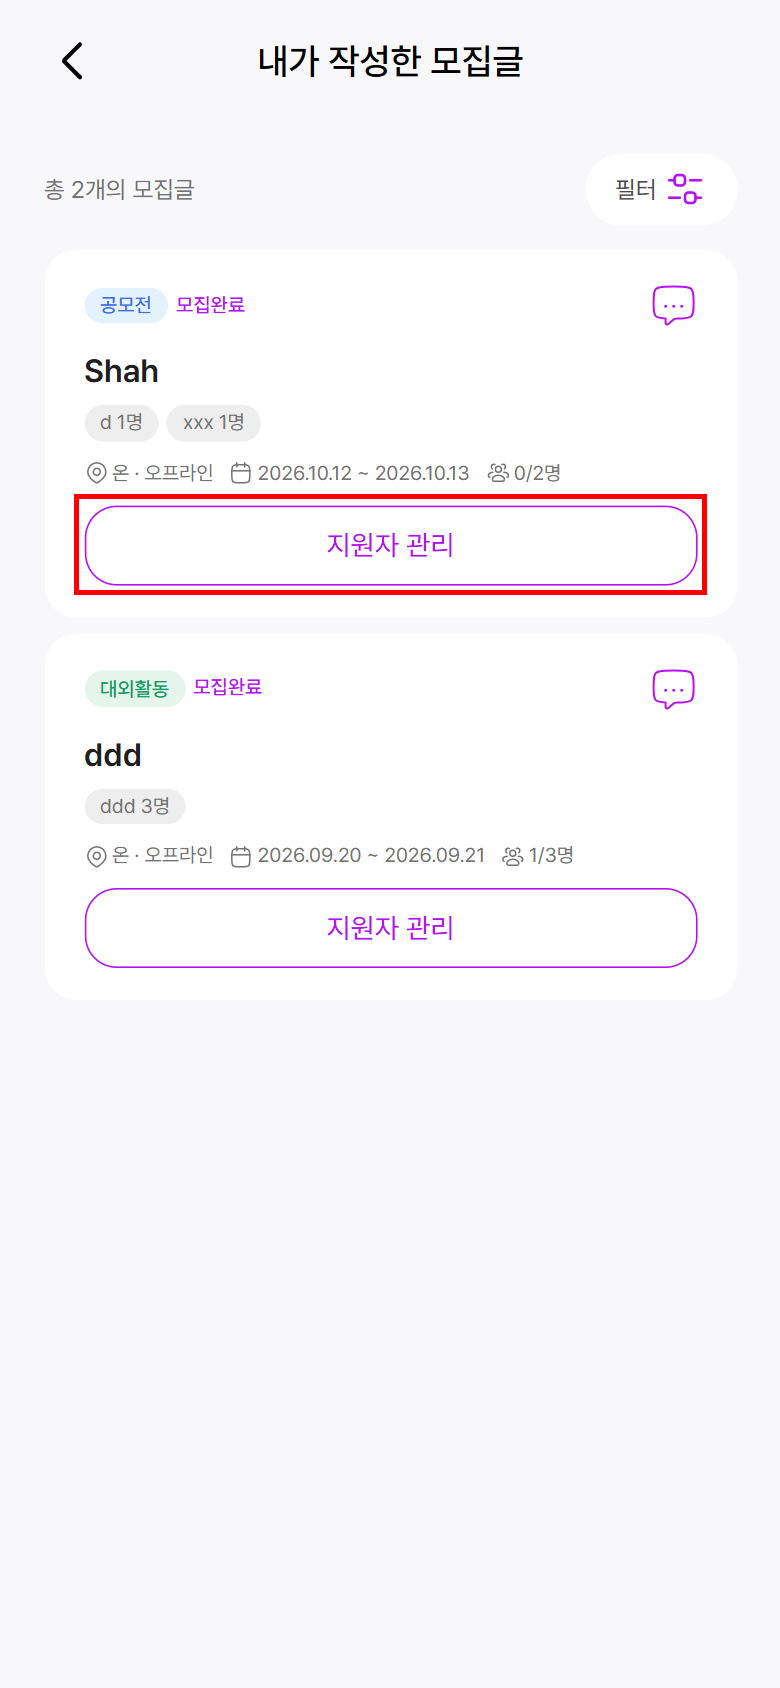 내가 작성한 모집글
총 2개의 모집글
필터
공모전 모집완료
Shah
d 1명 xxx 1명
온 · 오프라인 2026.10.12 ~ 2026.10.13 0/2명
지원자 관리
대외활동 모집완료
ddd
ddd 3명
온 · 오프라인 2026.09.20 ~ 2026.09.21 1/3명
지원자 관리